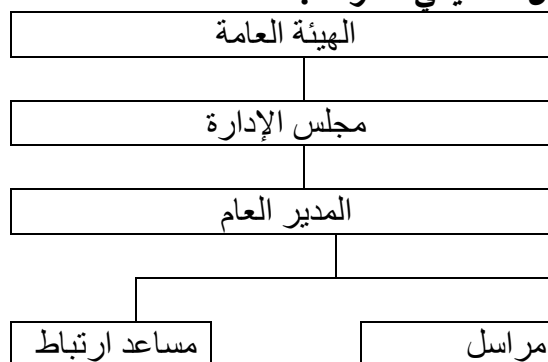 الهيئة العامة
مجلس الإدارة
المدير العام
مراسل
مساعد ارتباط